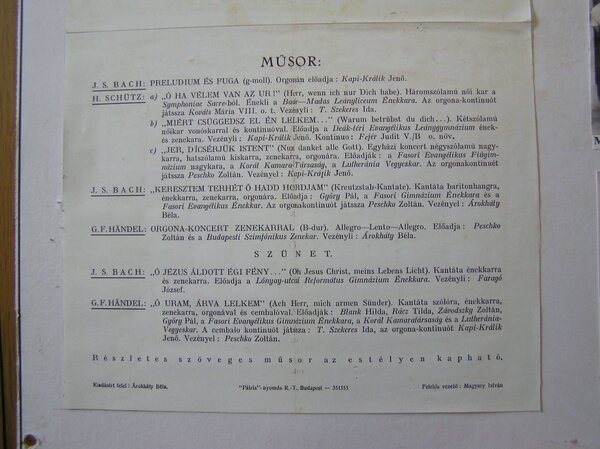 MŰSOR:
J. S. BACH: PRELUDIUM ÉS FUGA (g-moll). Orgonán előadja: Kapi-Králik Jenő.
H. SCHÜTZ: a) „Ó HA VÉLEM VAN AZ UR!” (Herr, wenn ich nur Dich habe). Háromszólamú női kar a
Symphoniae Sacre-ból. Énekli a Baár—Madas Leánygliceum Énekkara. Az orgona-kontinuót
játssza Kováts Mária VIII. o. t. Vezényli: T. Szekeres Ida.
b) „MIÉRT CSÜGGEDSZ EL ÉN LELKEM...” (Warum betrübst du dich...). Kétszólamú
nőikar vonóskarral és kontinuóval. Előadja a Deák-téri Evangélikus Leánygymnázium ének-
és zenekara. Vezényli: Kapi-Králik Jenő. Kontinuo: Fejér Judit V./B o. növ.
c) „JER, DÍCSÉRJÜK ISTENT” (Nun danket alle Gott). Egyházi koncert négyszólamú nagy-
karra, hatszólamú kiskarra, zenekarra, orgonára. Előadják: a Fasori Evangélikus Fiúgim-
názium nagykara, a Korál Kamara-Társaság, a Lutheránia Vegyeskar. Az orgonakontinuót
játssza Peschko Zoltán. Vezényli: Kapi-Králik Jenő.
J. S. BACH: „KERESZTEM TERHÉT Ó HADD HORDJAM” (Kreutzstab-Kantate). Kantáta baritonhangra,
énekkarra, zenekarra, orgonára. Előadja: Győry Pál, a Fasori Gimnázium Énekkara és a
Fasori Evangélikus Énekkar. Az orgonakontinuót játssza Peschko Zoltán. Vezényel: Árokháty
Béla.
G.F.HÄNDEL: ORGONA-KONCERT ZENEKARRAL (B-dur). Allegro—Lento—Allegro. Előadja: Peschko
Zoltán és a Budapesti Szimfónikus Zenekar. Vezényli: Árokháty Béla.
SZÜNET.
J. S. BACH: „Ó JÉZUS ÁLDOTT ÉGI FÉNY...” (Oh Jesus Christ, meins Lebens Licht). Kantáta énekkarra
és zenekarra. Előadja a Lónyay-utcai Református Gimnázium Énekkara. Vezényli: Faragó
József.
G.F.HÄNDEL: „Ó URAM, ÁRVA LELKEM” (Ach Herr, mich armen Sünder). Kantáta szólóra, énekkarra,
zenekarra, orgonával és cembalóval. Előadják: Blank Hilda, Rácz Tilda, Závodszky Zoltán,
Győry Pál, a Fasori Evangélikus Gimnázium Énekkara, a Korál Kamaratársaság és a Lutheránia-
Vegyeskar. A cembalo kontinuót játssza: T. Szekeres Ida, az orgona-kontinuót Kapi-Králik
Jenő. Vezényel: Peschko Zoltán.
Részletes szöveges műsor az estélyen kapható.
Kiadásért felel: Árokháty Béla.
"Pátria"-nyomda R.-T., Budapest — 351555
Felelős vezető: Magyary István